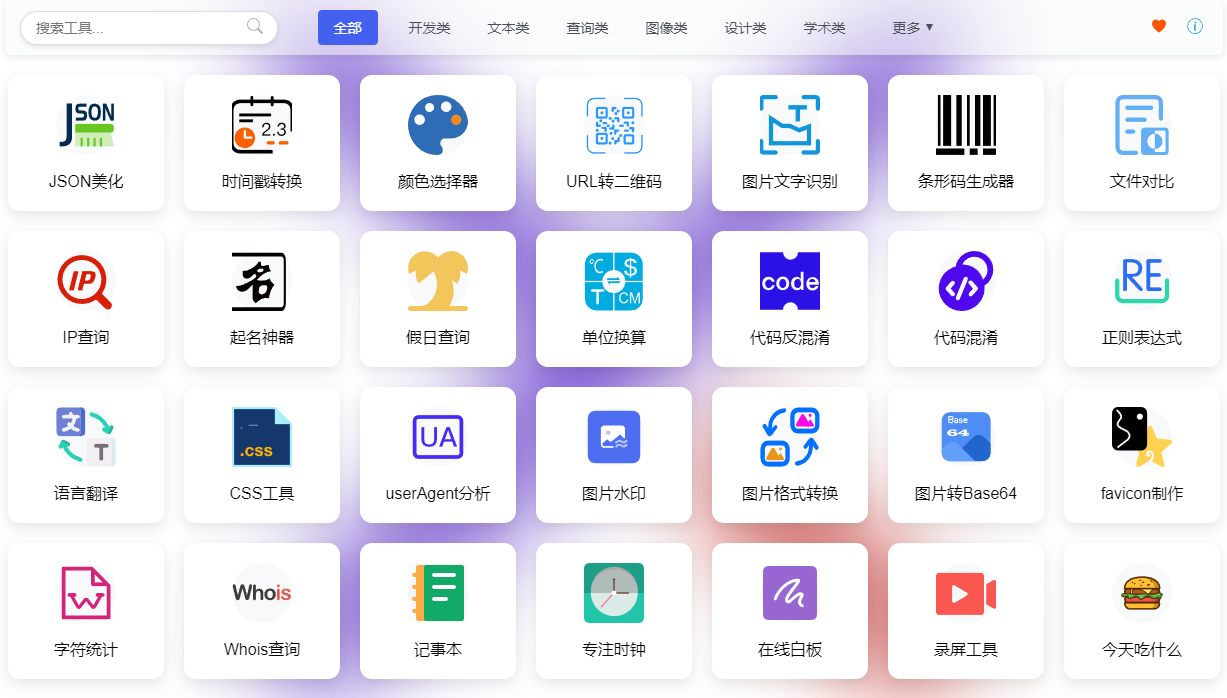 搜索工具... 全部 开发类 文本类 查询类 图像类 设计类 学术类 更多
JSON 2.3 T
JSON美化 时间戳转换 颜色选择器 URL转二维码 图片文字识别 条形码生成器 文件对比
IP 名 °C $ T CM code </> RE
IP查询 起名神器 假日查询 单位换算 代码反混淆 代码混淆 正则表达式
文 T .css UA Base 64
语言翻译 CSS工具 userAgent分析 图片水印 图片格式转换 图片转Base64 favicon制作
Whois
字符统计 Whois查询 记事本 专注时钟 在线白板 录屏工具 今天吃什么